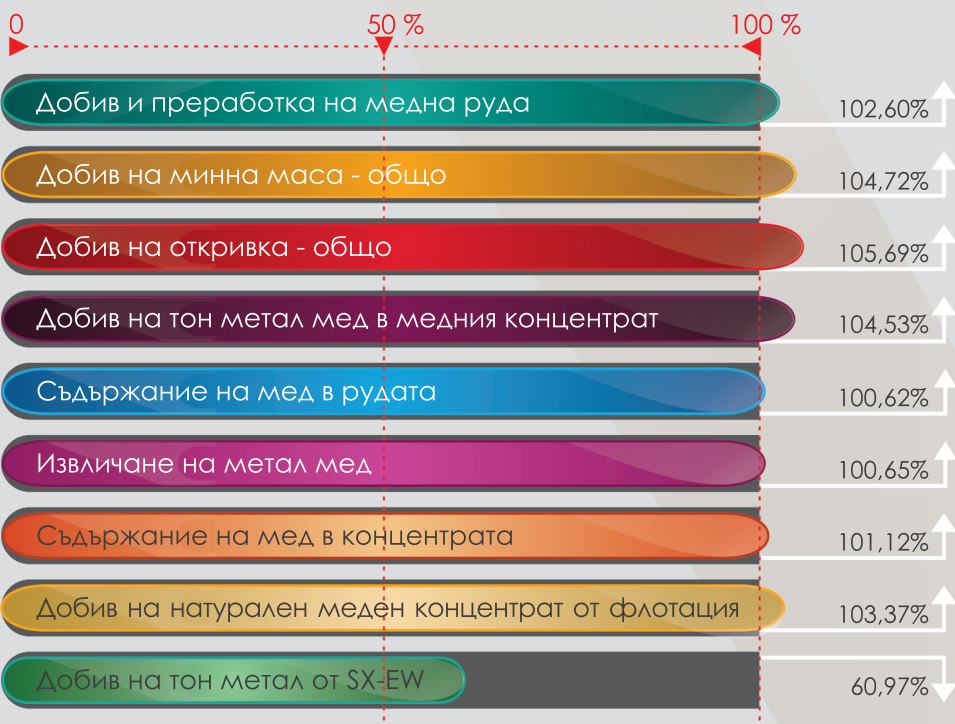 0 50 % 100 %
Добив и преработка на медна руда 102,60%
Добив на минна маса - общо 104,72%
Добив на откривка - общо 105,69%
Добив на тон метал мед в медния концентрат 104,53%
Съдържание на мед в рудата 100,62%
Извличане на метал мед 100,65%
Съдържание на мед в концентрата 101,12%
Добив на натурален меден концентрат от флотация 103,37%
Добив на тон метал от SX-EW 60,97%